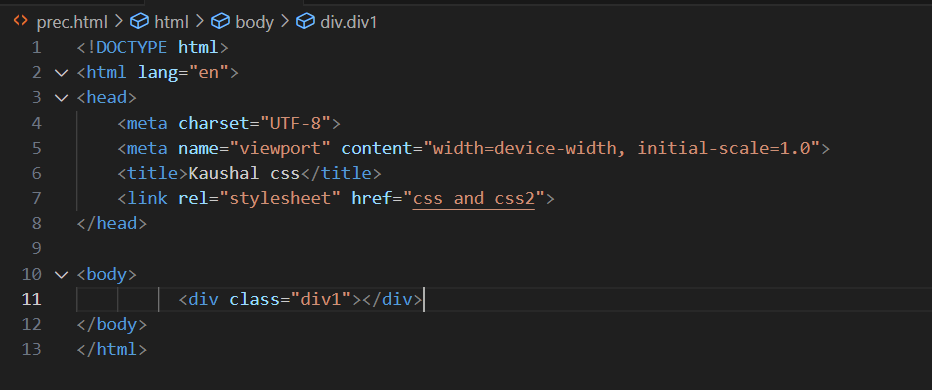 prec.html > html > body > div.div1
1 <!DOCTYPE html>
2 <html lang="en">
3 <head>
4 <meta charset="UTF-8">
5 <meta name="viewport" content="width=device-width, initial-scale=1.0">
6 <title>Kaushal css</title>
7 <link rel="stylesheet" href="css and css2">
8 </head>
9
10 <body>
11 <div class="div1"></div>
12 </body>
13 </html>